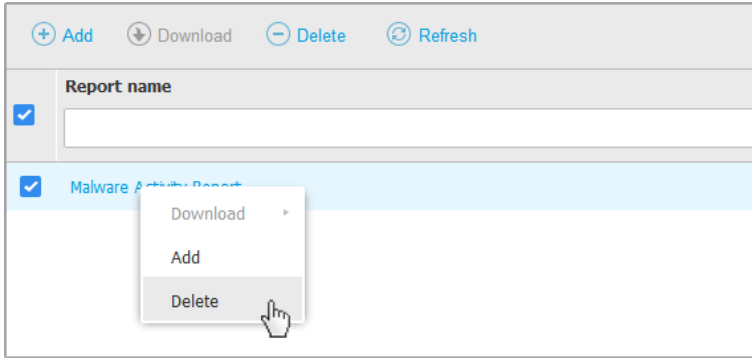 Add Download Delete Refresh
Report name
Malware Activity Report
Download
Add
Delete